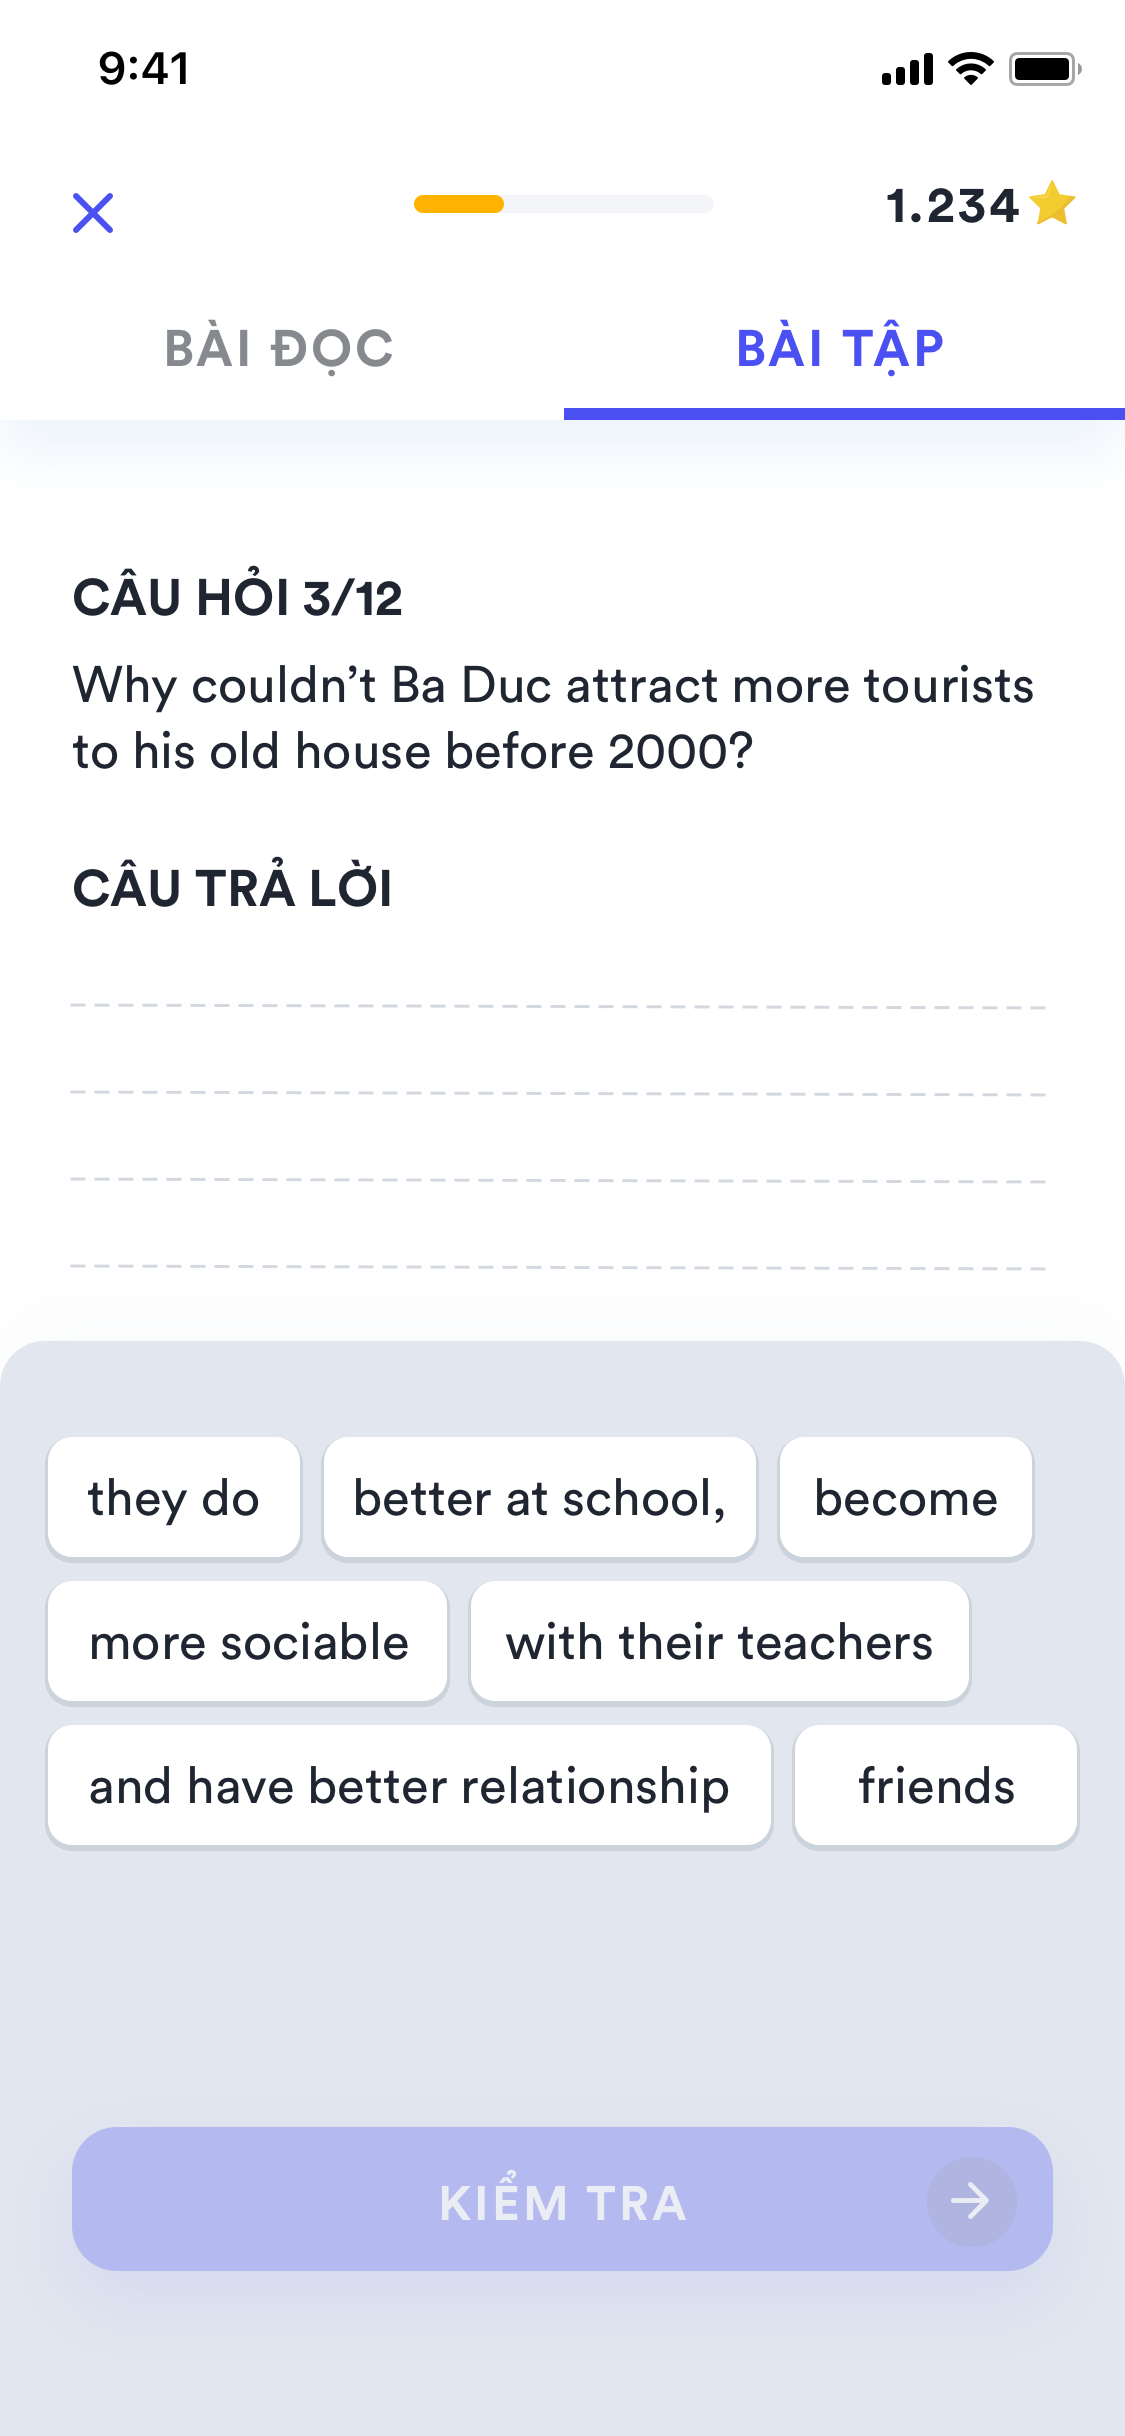 9:41
1.234
BÀI ĐỌC
BÀI TẬP
CÂU HỎI 3/12
Why couldn’t Ba Duc attract more tourists
to his old house before 2000?
CÂU TRẢ LỜI
they do
better at school,
become
more sociable
with their teachers
and have better relationship
friends
KIỂM TRA